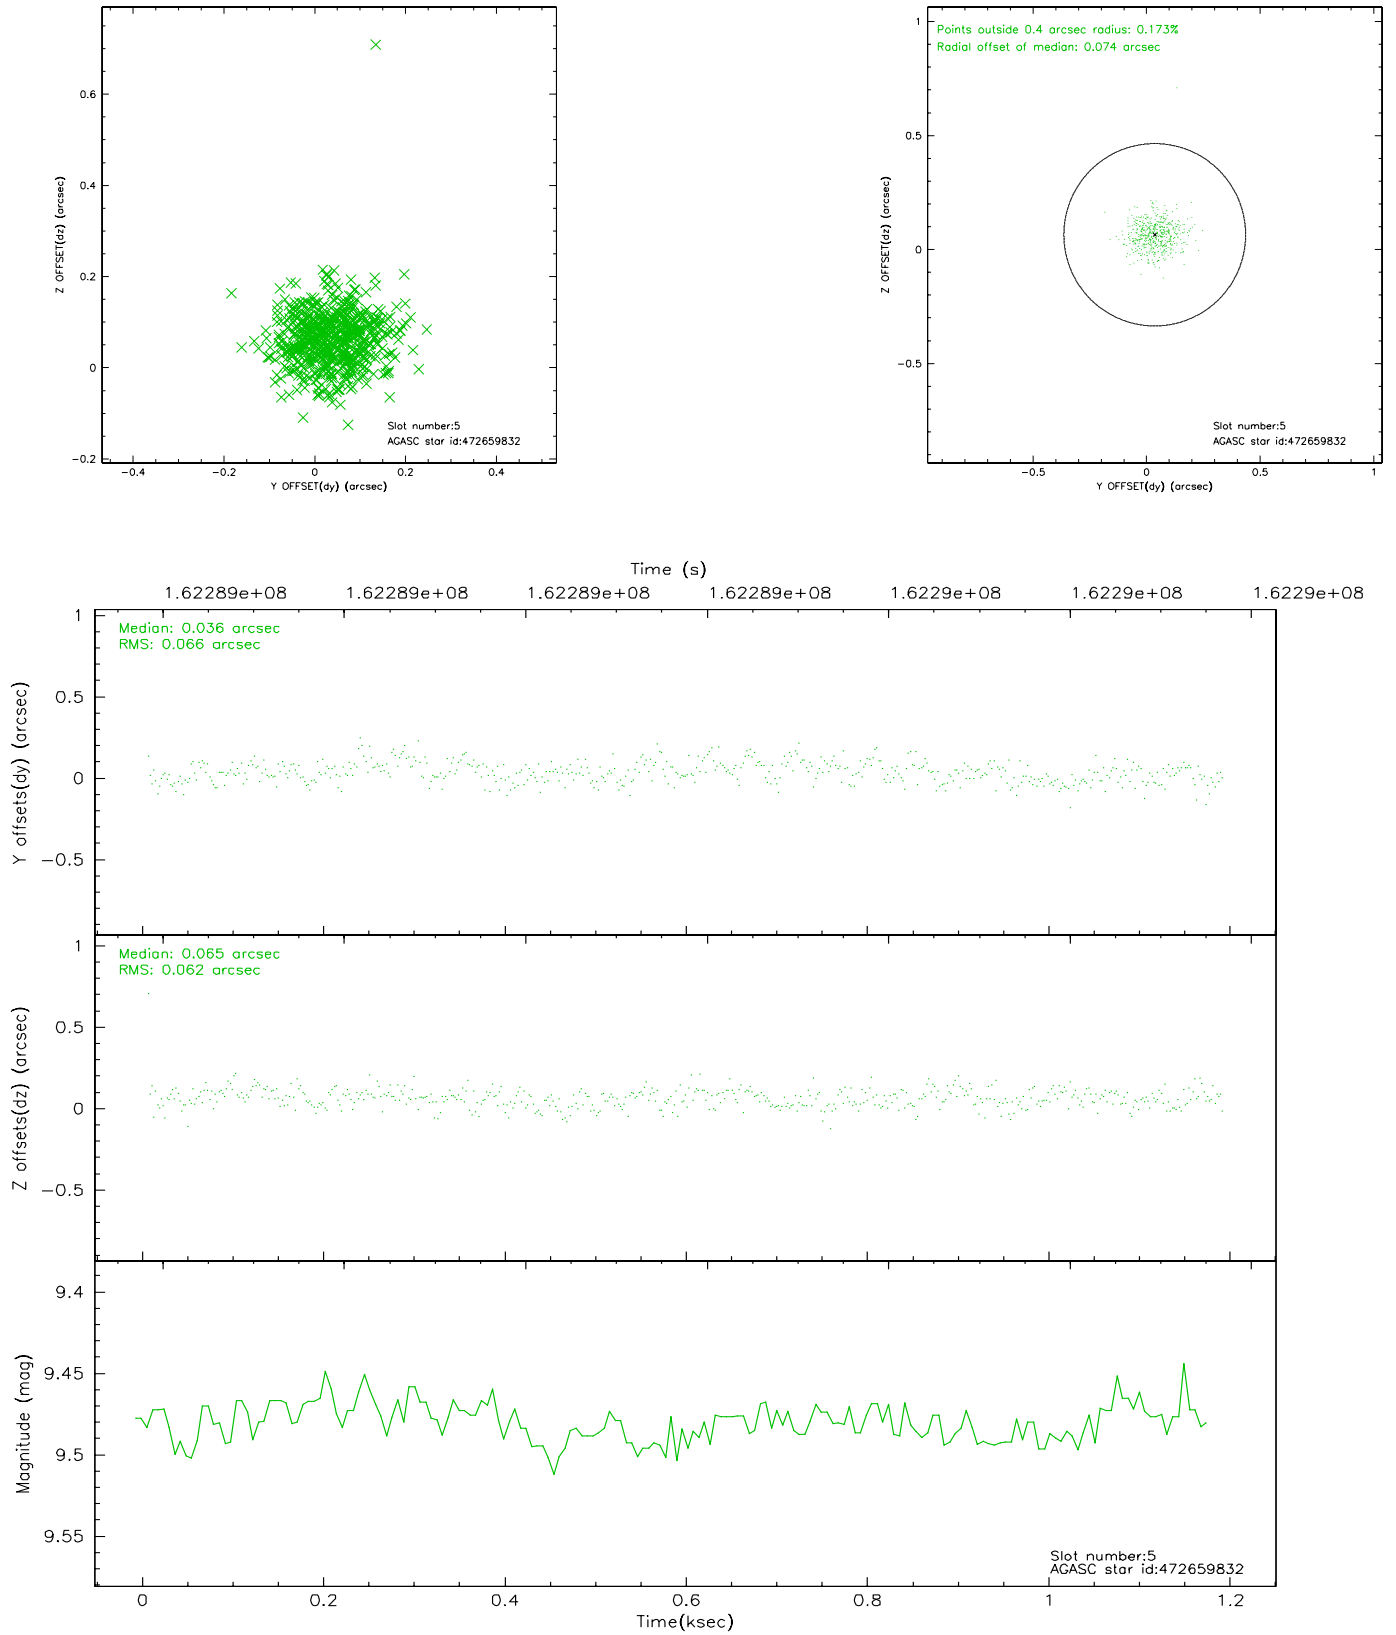 0.6
0.4
0.2
0
−0.2
Z OFFSET(dz) (arcsec)
−0.4
−0.2
0
0.2
0.4
Y OFFSET(dy) (arcsec)
Slot number:5
AGASC star id:472659832
Points outside 0.4 arcsec radius: 0.173%
Radial offset of median: 0.074 arcsec
1
0.5
0
−0.5
Z OFFSET(dz) (arcsec)
−0.5
0
0.5
1
Y OFFSET(dy) (arcsec)
Slot number:5
AGASC star id:472659832
Time (s)
1.62289e+08
1.62289e+08
1.62289e+08
1.62289e+08
1.6229e+08
1.6229e+08
1.6229e+08
Median: 0.036 arcsec
RMS: 0.066 arcsec
1
0.5
0
−0.5
Y offsets(dy) (arcsec)
Median: 0.065 arcsec
RMS: 0.062 arcsec
1
0.5
0
−0.5
Z offsets(dz) (arcsec)
9.4
9.45
9.5
9.55
Magnitude (mag)
Slot number:5
AGASC star id:472659832
0
0.2
0.4
0.6
0.8
1
1.2
Time(ksec)